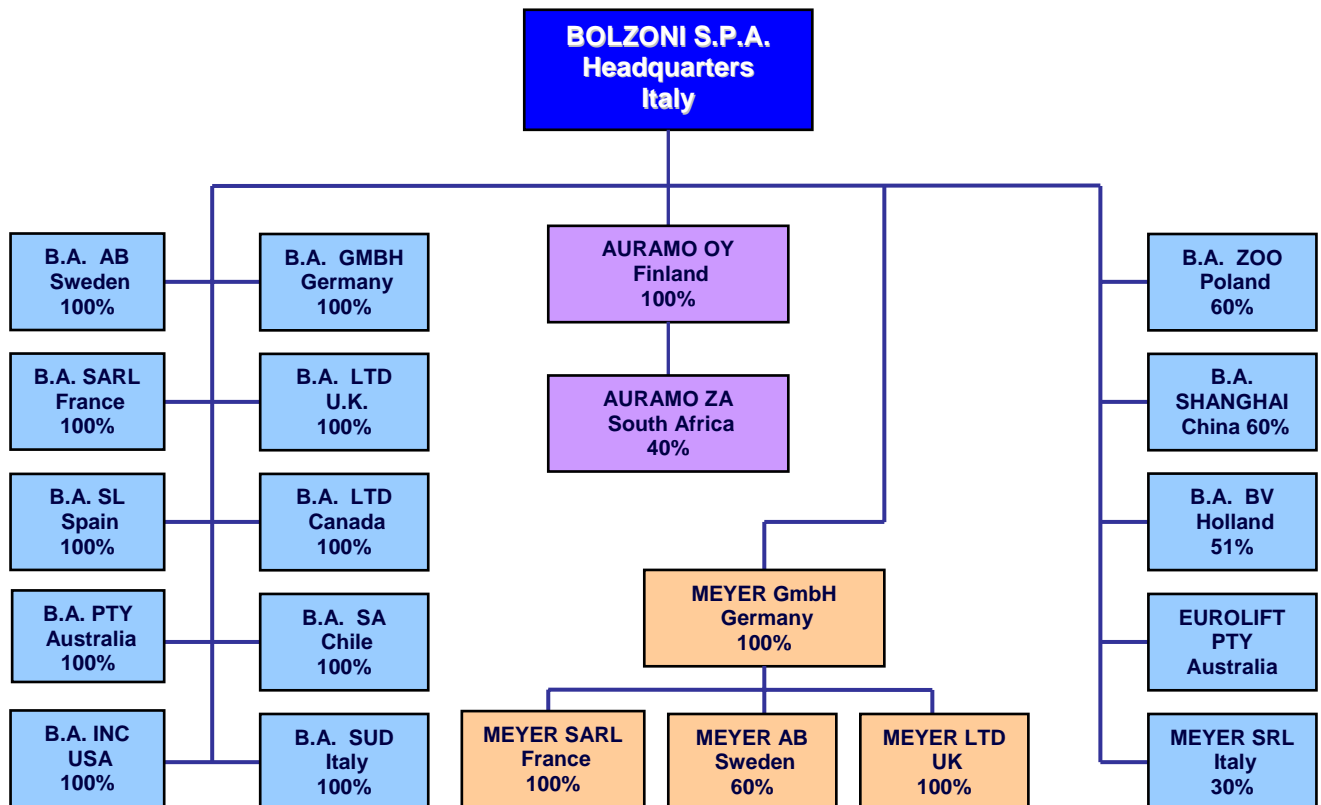 BOLZONI S.P.A.
Headquarters
Italy
B.A. AB
Sweden
100%
B.A. GMBH
Germany
100%
AURAMO OY
Finland
100%
B.A. ZOO
Poland
60%
B.A. SARL
France
100%
B.A. LTD
U.K.
100%
AURAMO ZA
South Africa
40%
B.A.
SHANGHAI
China 60%
B.A. SL
Spain
100%
B.A. LTD
Canada
100%
B.A. BV
Holland
51%
B.A. PTY
Australia
100%
B.A. SA
Chile
100%
MEYER GmbH
Germany
100%
EUROLIFT
PTY
Australia
B.A. INC
USA
100%
B.A. SUD
Italy
100%
MEYER SARL
France
100%
MEYER AB
Sweden
60%
MEYER LTD
UK
100%
MEYER SRL
Italy
30%